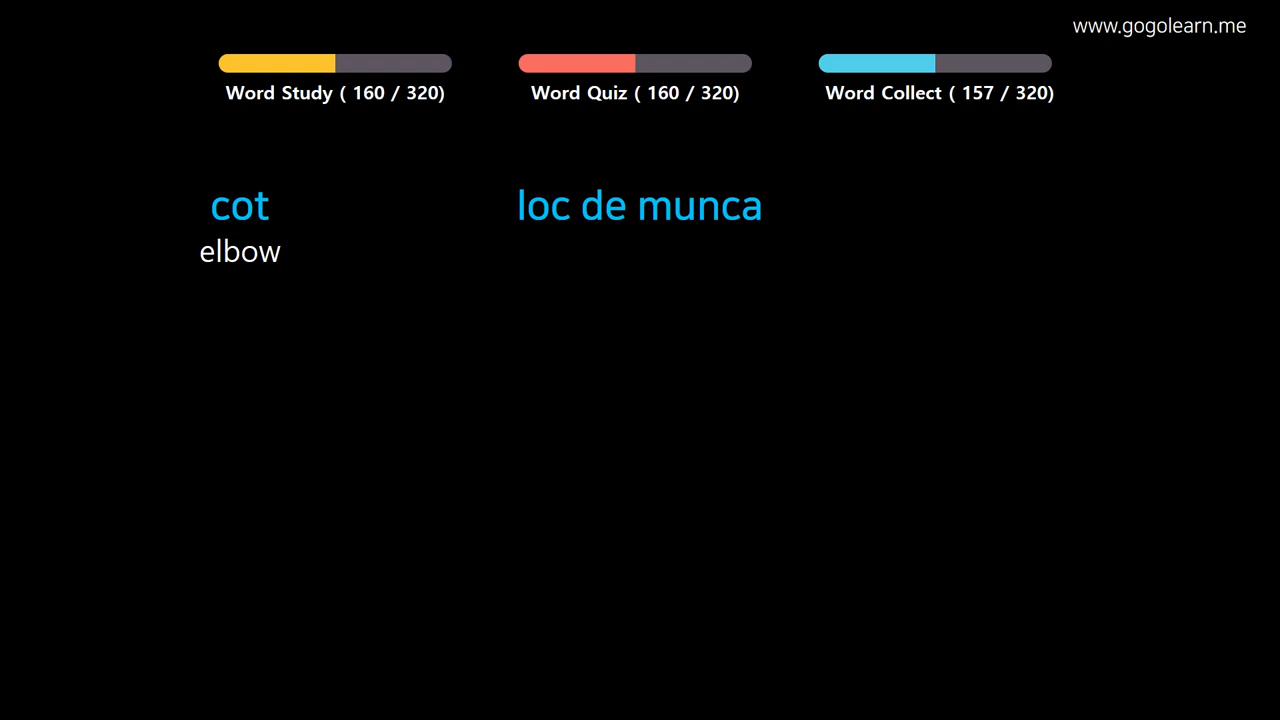 www.gogolearn.me
Word Study ( 160 / 320)
Word Quiz ( 160 / 320)
Word Collect ( 157 / 320)
cot
loc de munca
elbow